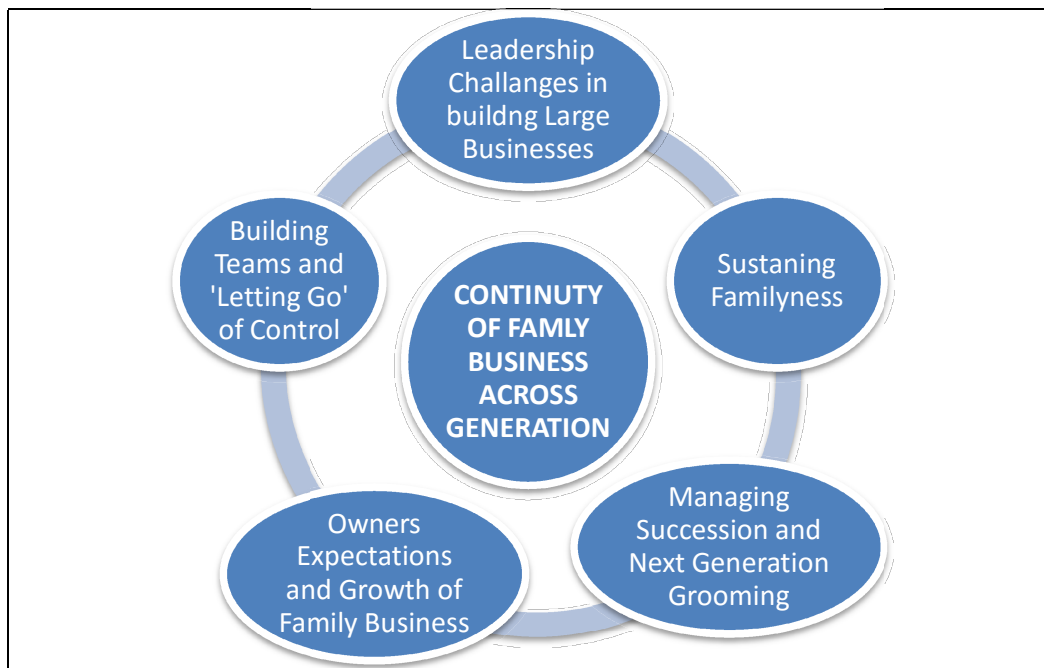 Leadership
Challanges in
buildng Large
Businesses
Building
Teams and
'Letting Go'
of Control
Sustaning
Familyness
CONTINUTY
OF FAMLY
BUSINESS
ACROSS
GENERATION
Managing
Succession and
Next Generation
Grooming
Owners
Expectations
and Growth of
Family Business